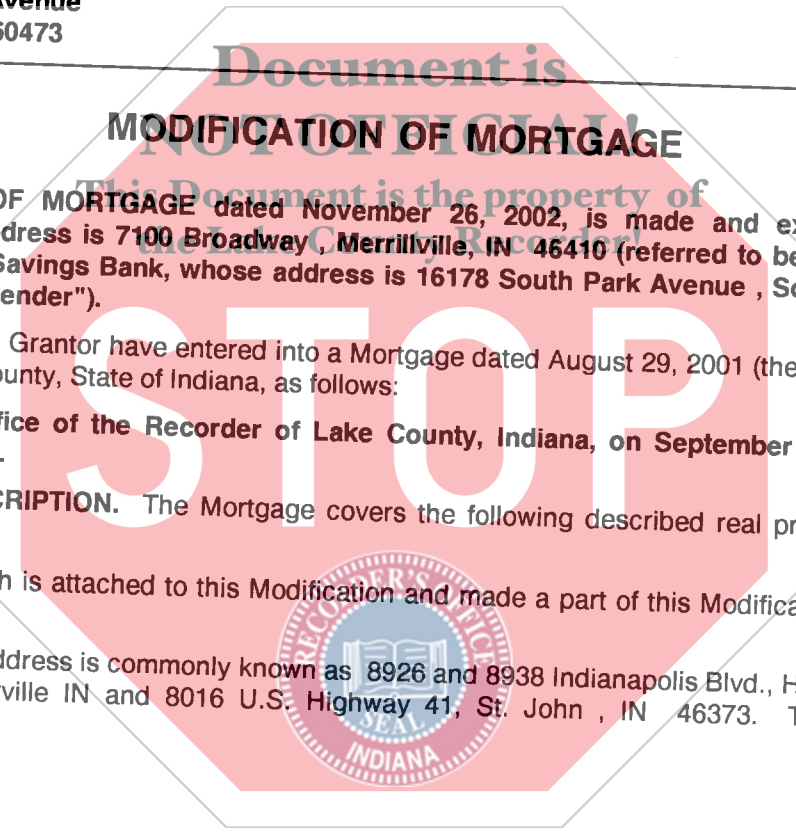 Avenue
60473
Document is
NOT OFFICIAL!
MODIFICATION OF MORTGAGE
This Document is the property of
the Lake County Recorder!
OF MORTGAGE dated November 26, 2002, is made and ex
dress is 7100 Broadway , Merrillville, IN 46410 (referred to be
Savings Bank, whose address is 16178 South Park Avenue , So
ender").
Grantor have entered into a Mortgage dated August 29, 2001 (the
ounty, State of Indiana, as follows:
fice of the Recorder of Lake County, Indiana, on September
STOP
CRIPTION. The Mortgage covers the following described real pr
h is attached to this Modification and made a part of this Modifica
ddress is commonly known as 8926 and 8938 Indianapolis Blvd., H
rville IN and 8016 U.S. Highway 41, St. John , IN 46373. T
RECORDER'S OFFICE
SEAL
INDIANA